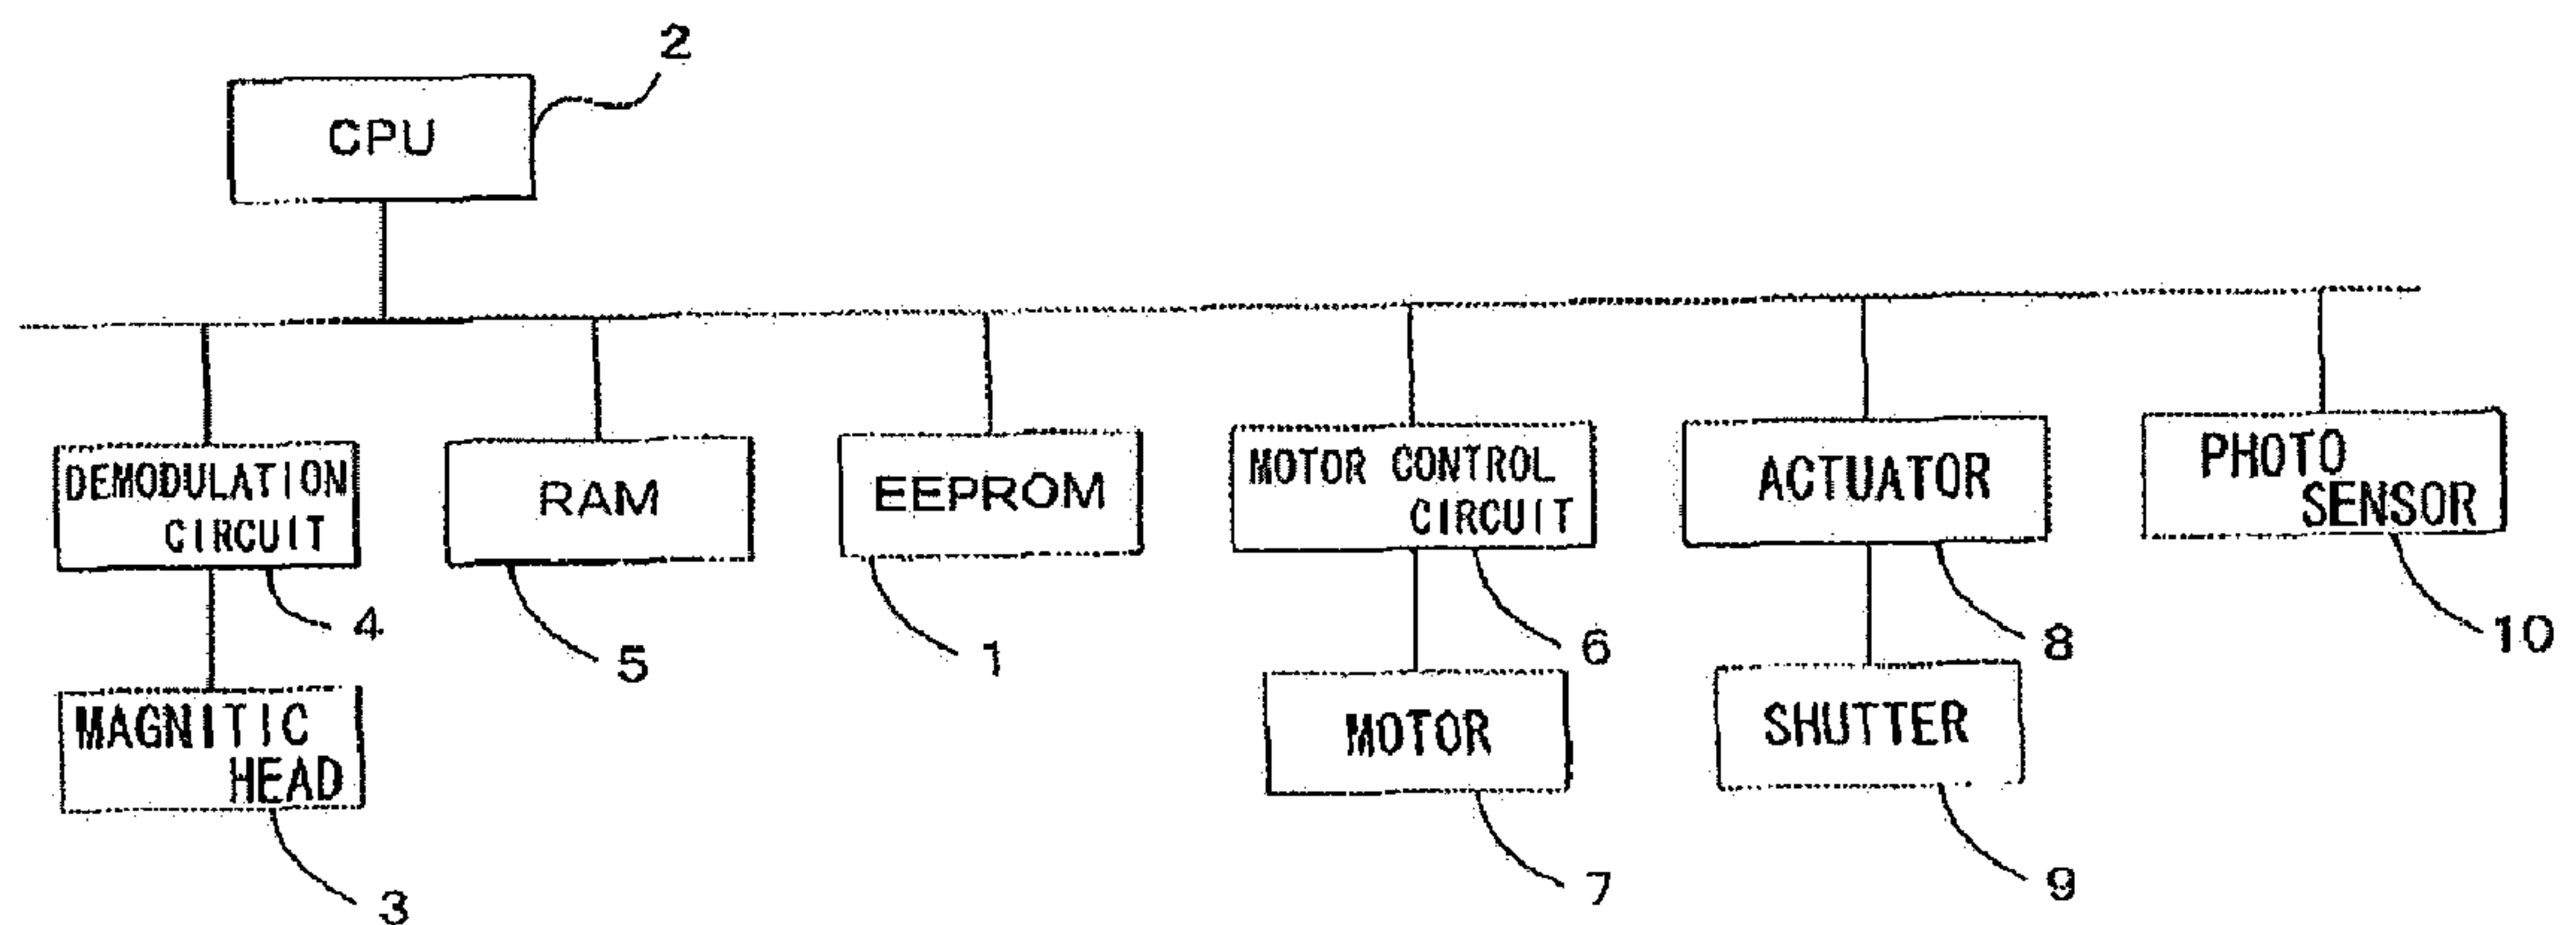 2
CPU
DEMODULATION
CIRCUIT
RAM
EEPROM
MOTOR CONTROL
CIRCUIT
ACTUATOR
PHOTO
SENSOR
4
5
1
6
8
10
MAGNITIC
HEAD
MOTOR
SHUTTER
3
7
9